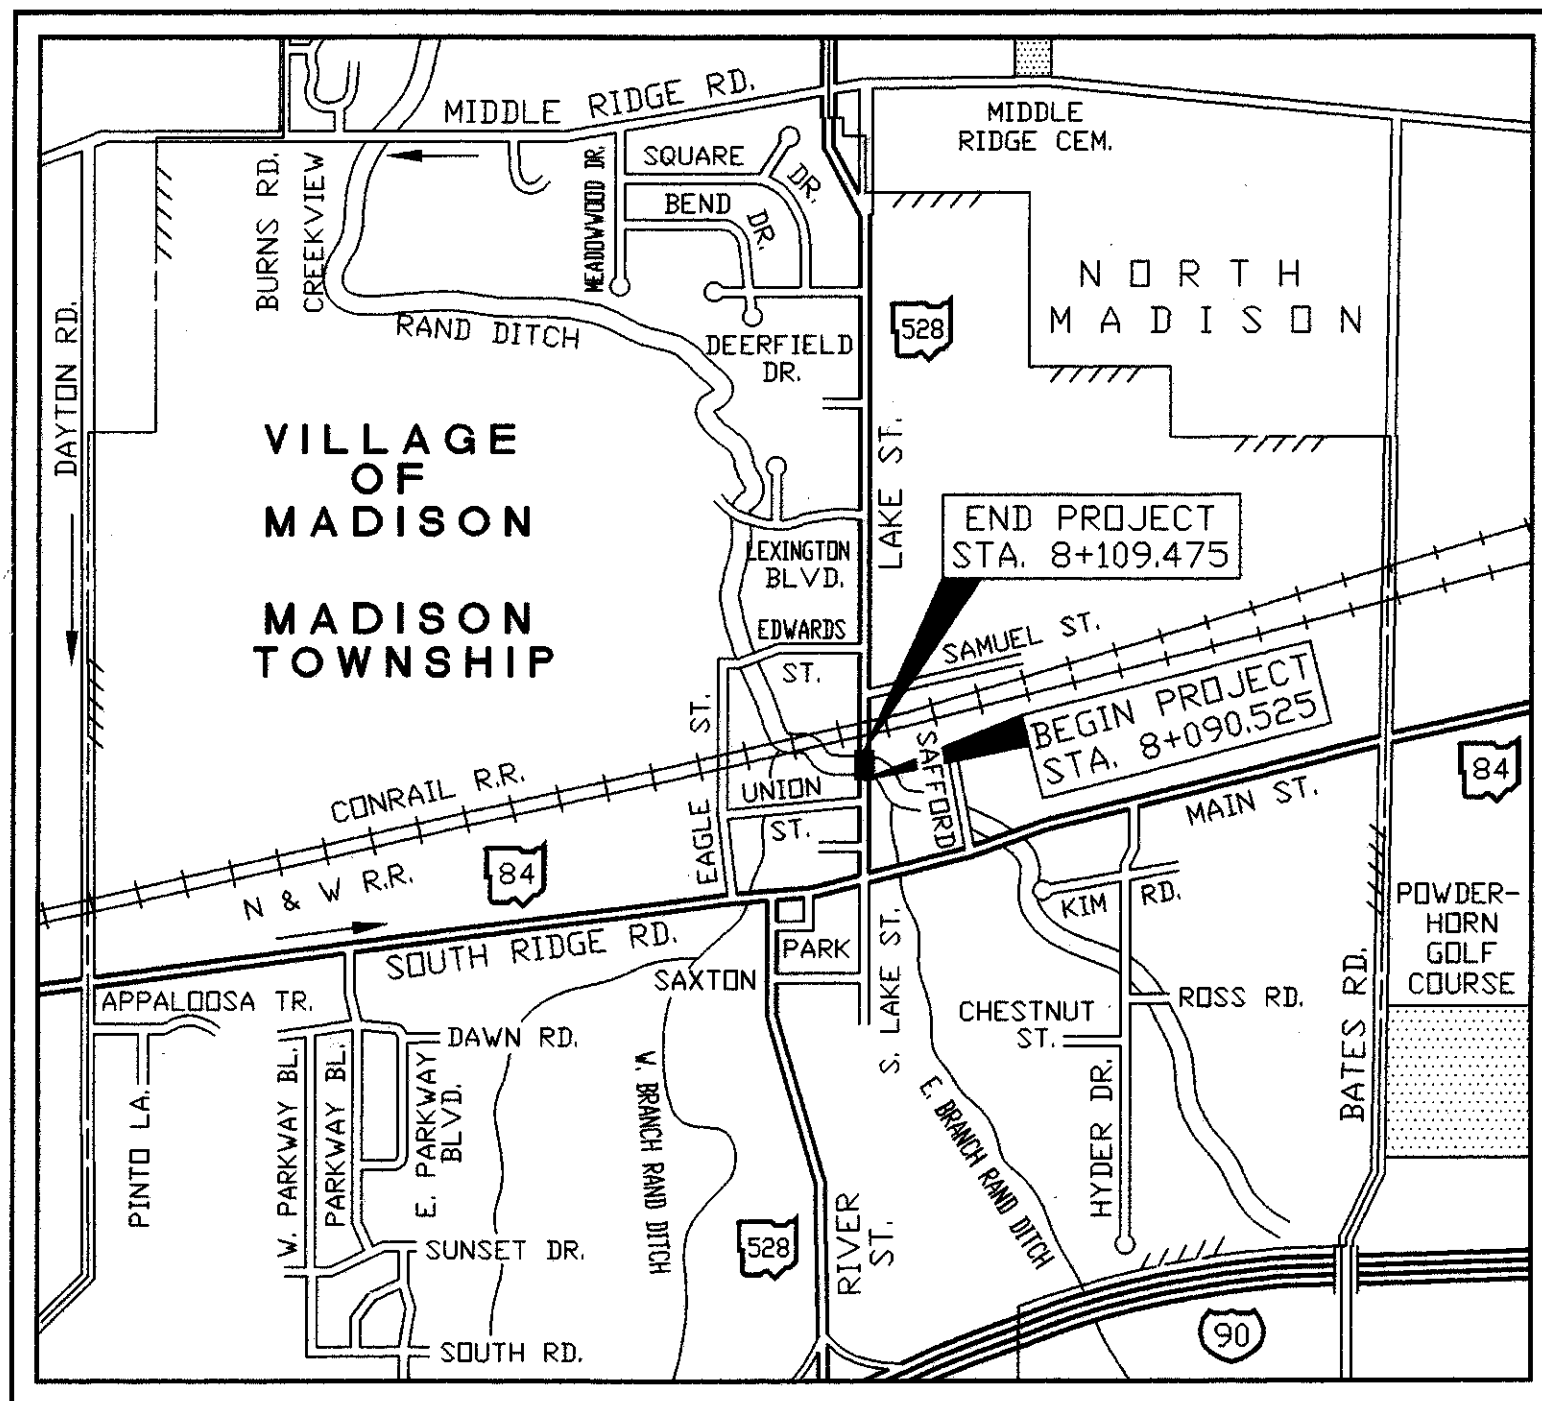 MIDDLE RIDGE RD.
MIDDLE
RIDGE CEM.
BURNS RD.
CREEKVIEW
MEADOWWOOD DR.
SQUARE
DR.
BEND
DR.
NORTH
MADISON
DAYTON RD.
RAND DITCH
528
DEERFIELD
DR.
VILLAGE
OF
MADISON
LAKE ST.
END PROJECT
STA. 8+109.475
LEXINGTON
BLVD.
MADISON
TOWNSHIP
EDWARDS
ST.
SAMUEL ST.
BEGIN PROJECT
STA. 8+090.525
EAGLE ST.
SAFFORD
CONRAIL R.R.
UNION
ST.
MAIN ST.
84
N & W R.R.
84
SOUTH RIDGE RD.
KIM RD.
POWDER-
HORN
GOLF
COURSE
PARK
SAXTON
S. LAKE ST.
APPALOOSA TR.
CHESTNUT
ST.
ROSS RD.
BATES RD.
DAWN RD.
PINTO LA.
W. PARKWAY BL.
PARKWAY BL.
E. PARKWAY
BLVD.
W. BRANCH RAND DITCH
E. BRANCH RAND DITCH
HYDER DR.
SUNSET DR.
528
RIVER
ST.
SOUTH RD.
90